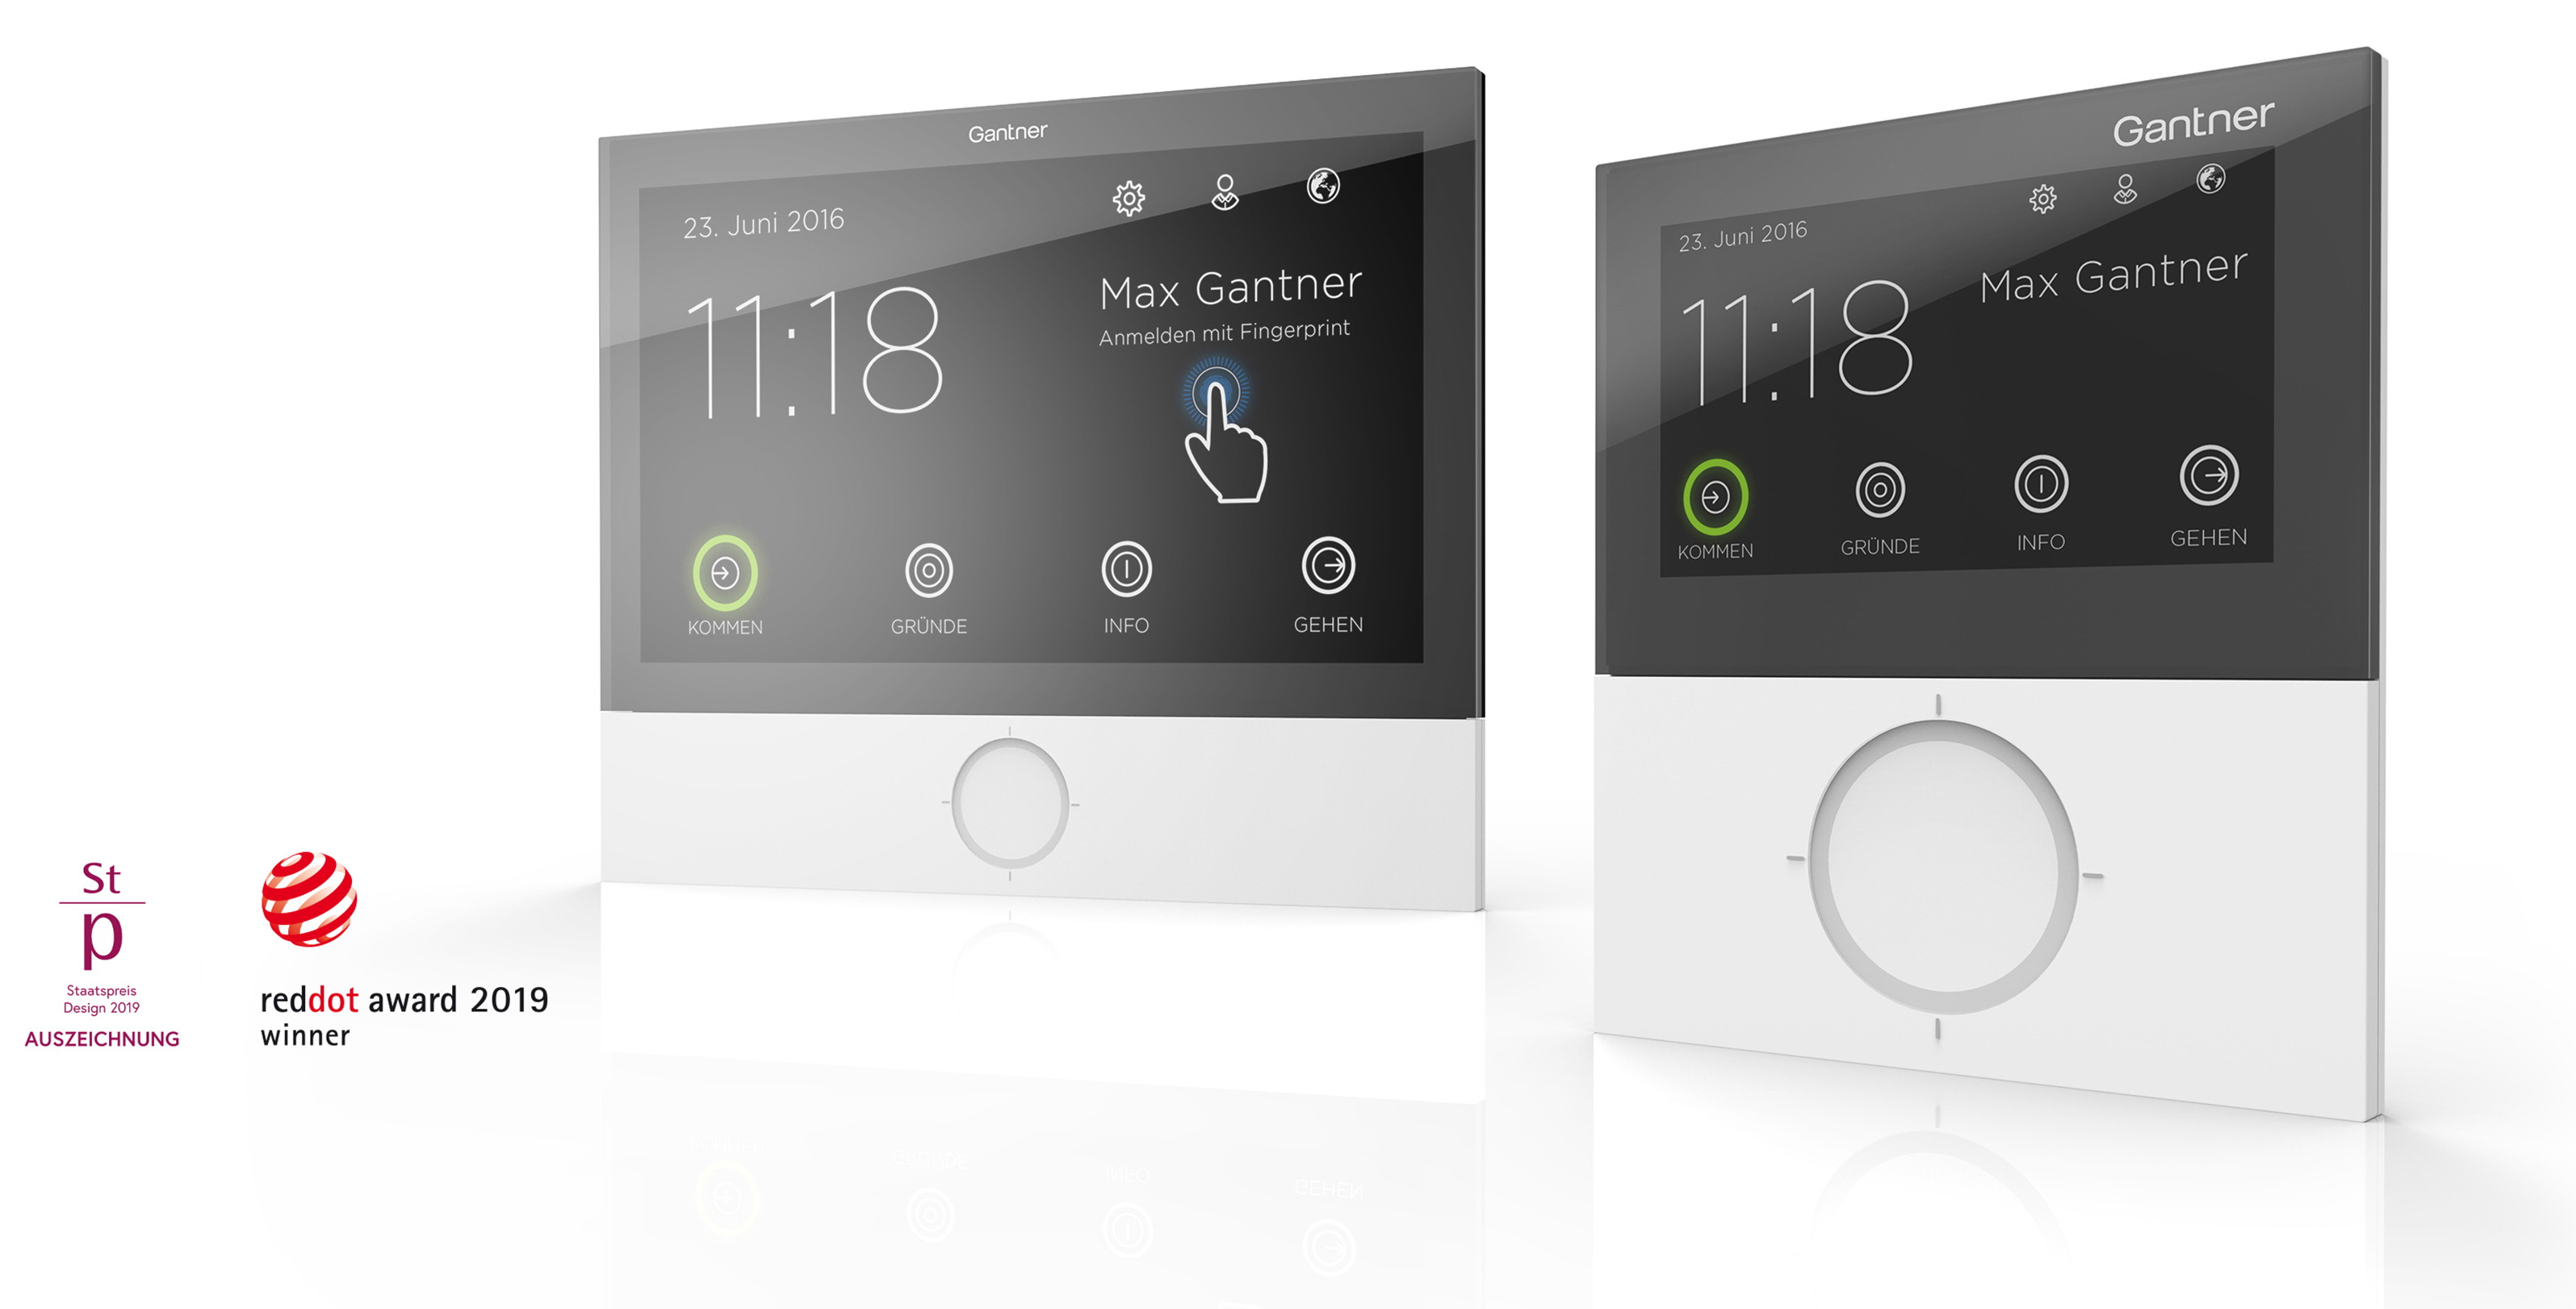 Gantner
23. Juni 2016
11:18
Max Gantner
Anmelden mit Fingerprint
KOMMEN
GRÜNDE
INFO
GEHEN
Gantner
23. Juni 2016
11:18
Max Gantner
KOMMEN
GRÜNDE
INFO
GEHEN
St
p
Staatspreis
Design 2019
AUSZEICHNUNG
reddot award 2019
winner